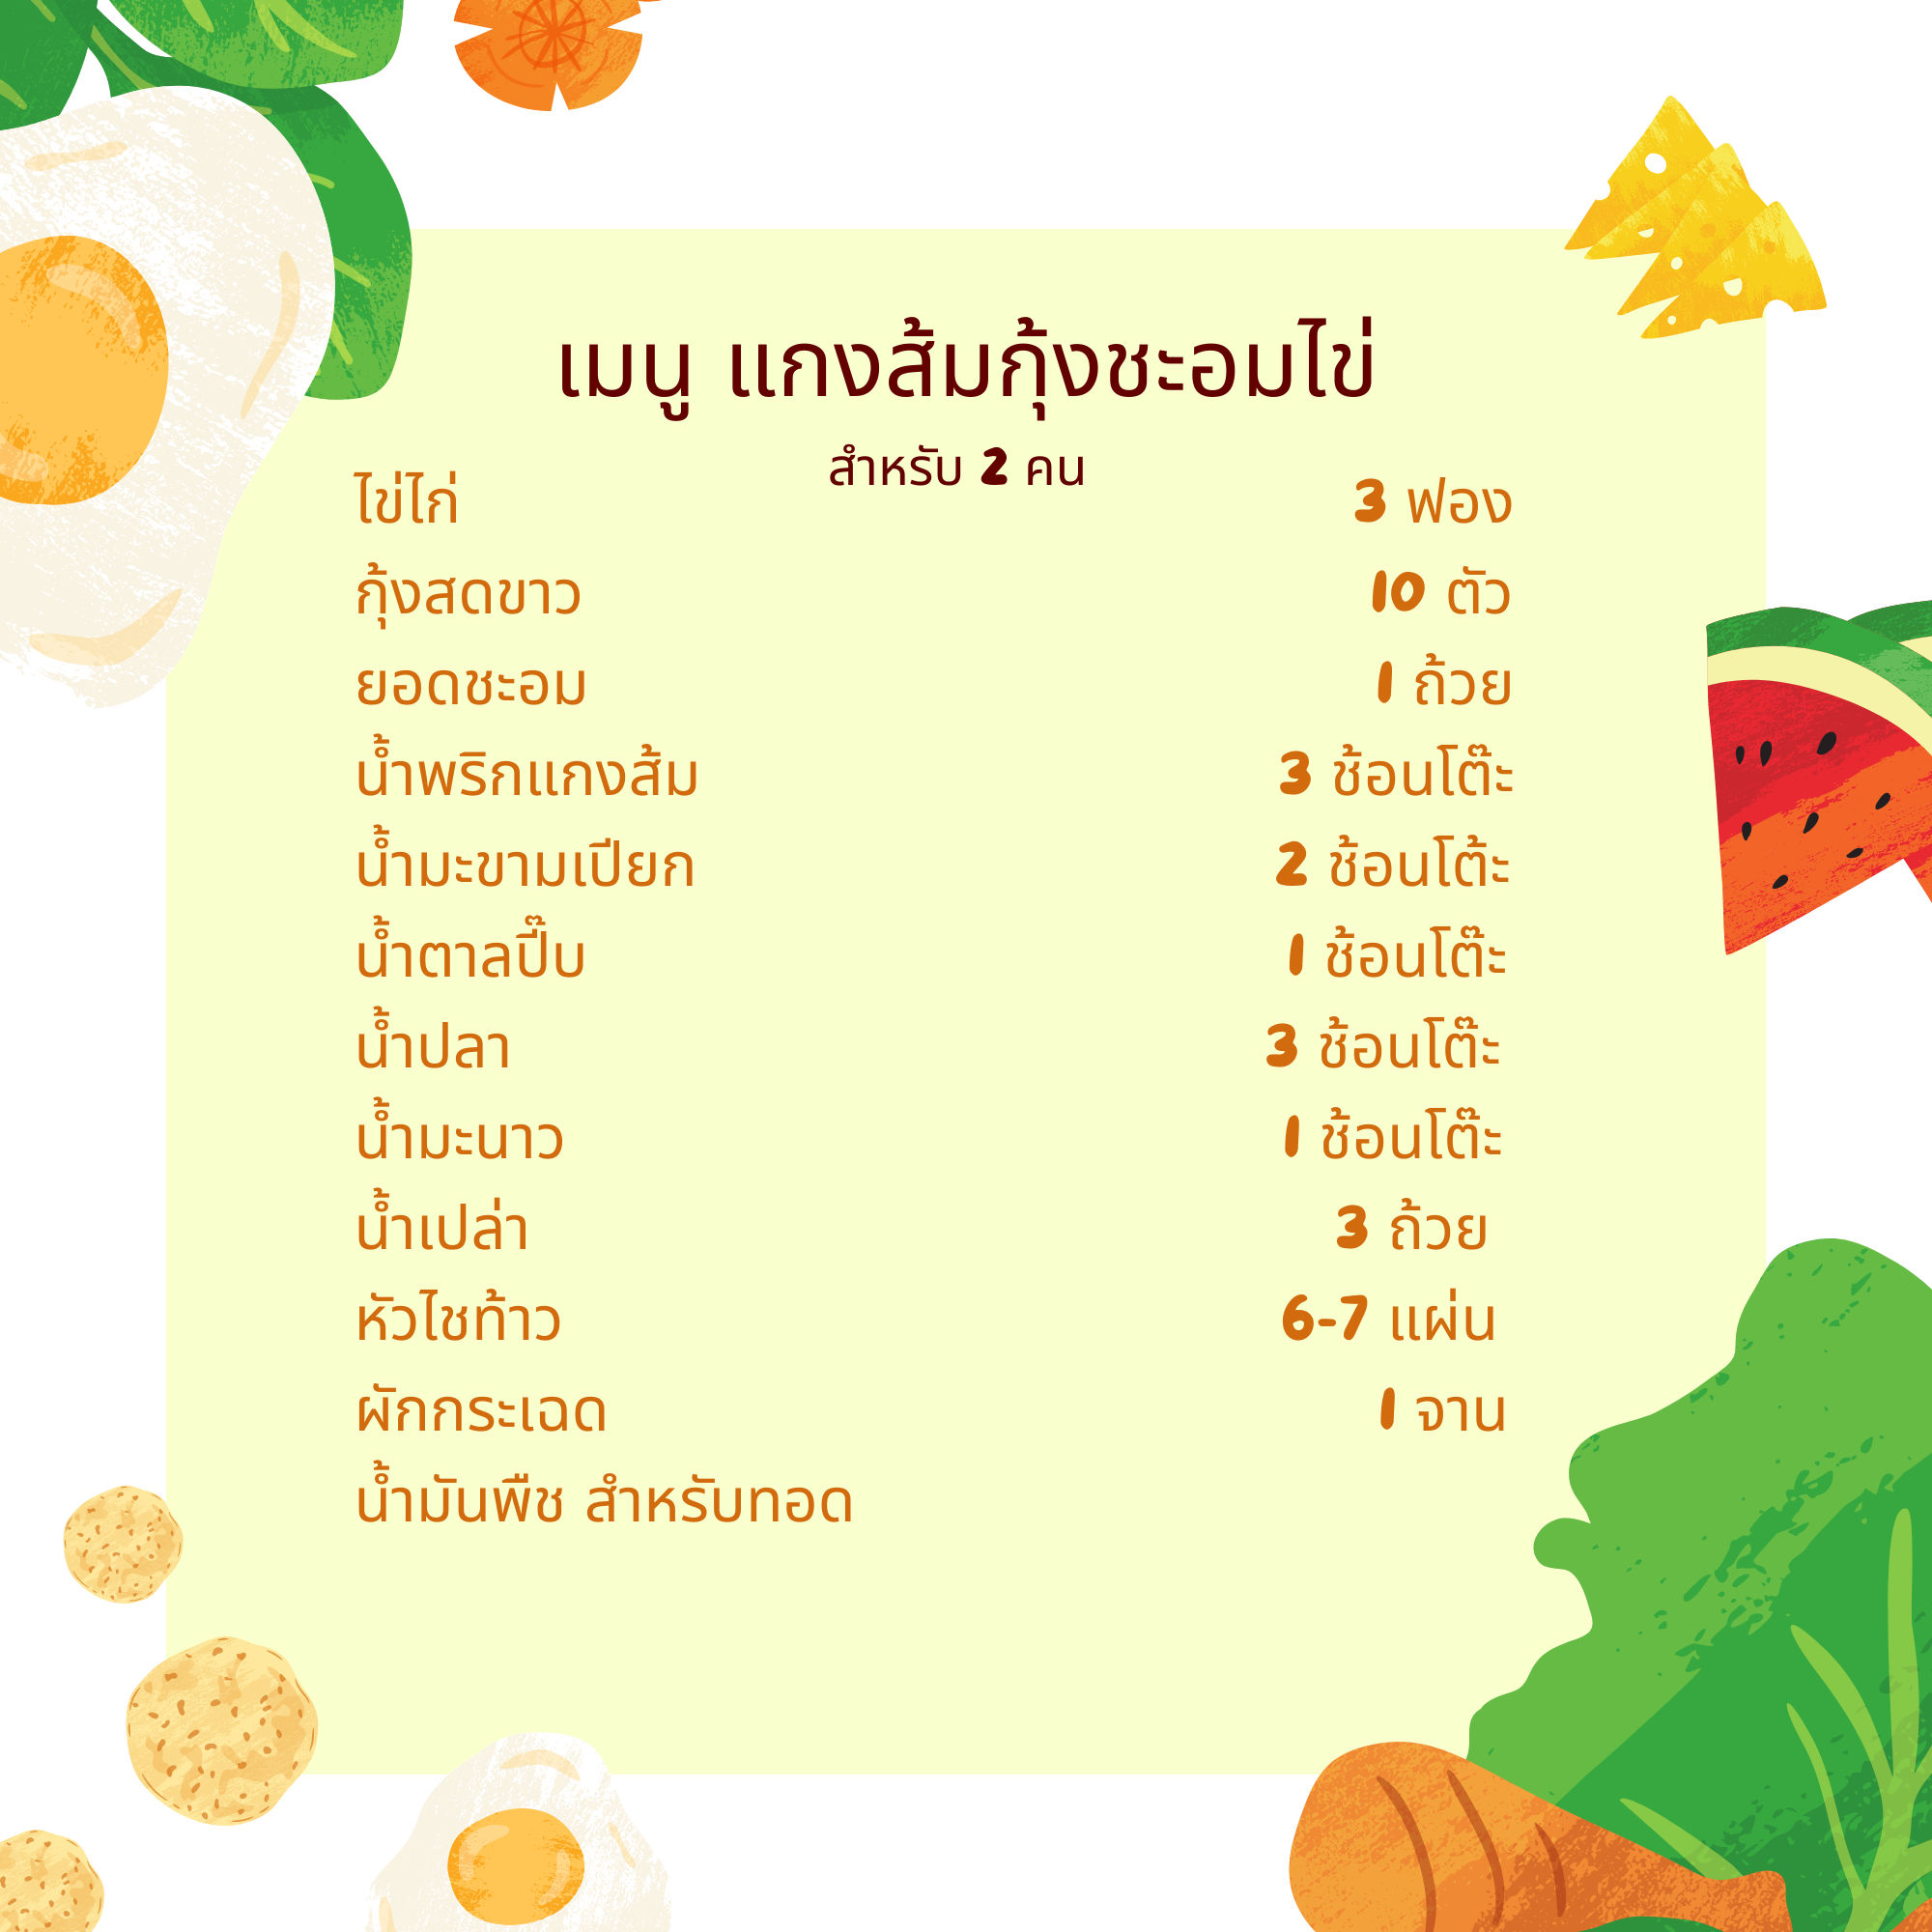 เมนู แกงส้มกุ้งชะอมไข่
สำหรับ 2 คน
ไข่ไก่ 3 ฟอง
กุ้งสดขาว 10 ตัว
ยอดชะอม 1 ถ้วย
น้ำพริกแกงส้ม 3 ช้อนโต๊ะ
น้ำมะขามเปียก 2 ช้อนโต้ะ
น้ำตาลปี๊บ 1 ช้อนโต๊ะ
น้ำปลา 3 ช้อนโต๊ะ
น้ำมะนาว 1 ช้อนโต๊ะ
น้ำเปล่า 3 ถ้วย
หัวไชท้าว 6-7 แผ่น
ผักกระเฉด 1 จาน
น้ำมันพืช สำหรับทอด